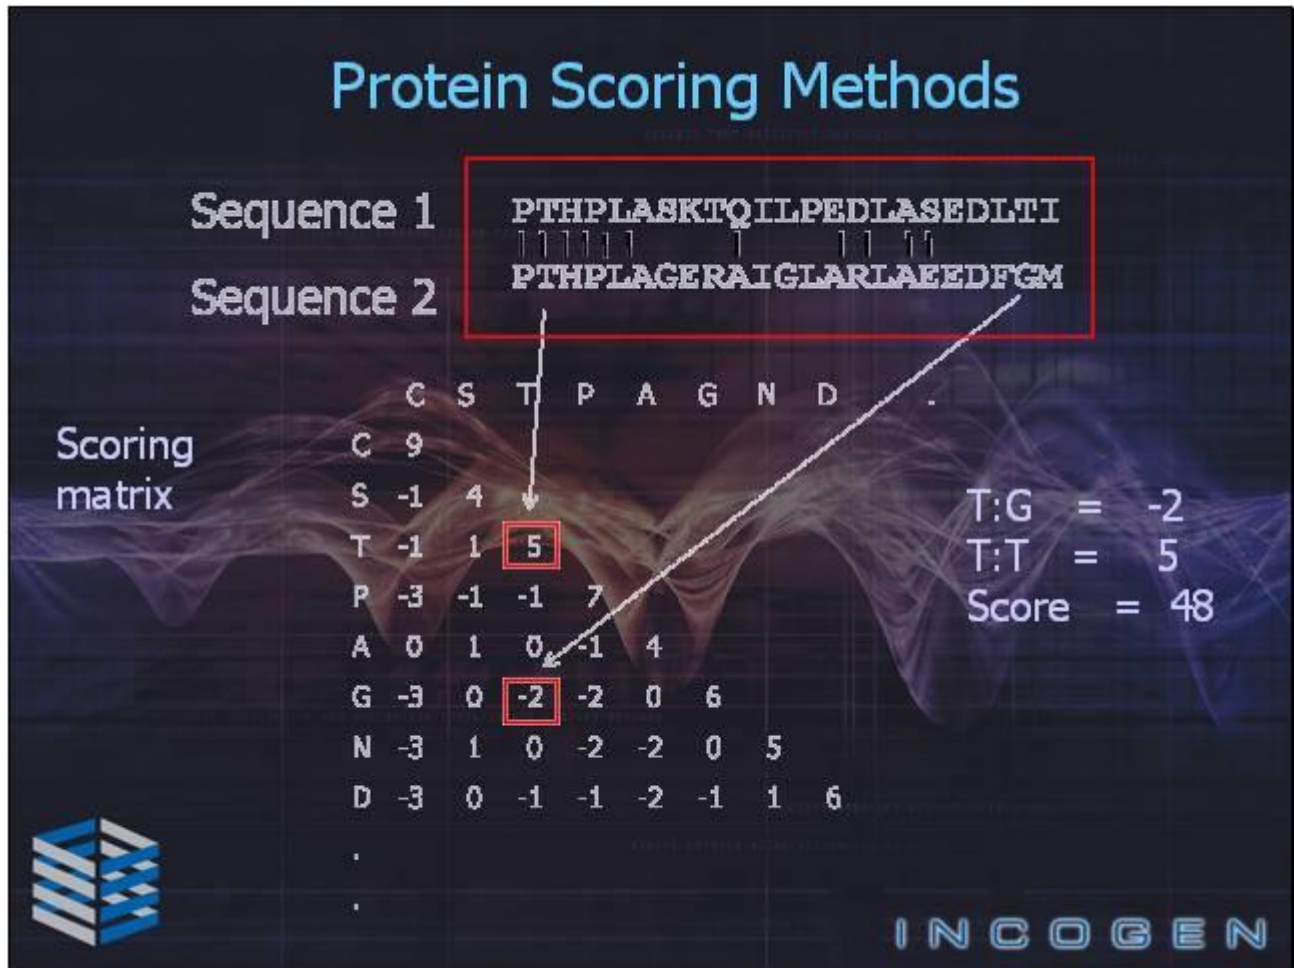 Protein Scoring Methods
Sequence 1 PTHPLASKTQILPEDLASEDLTI
Sequence 2 PTHPLAGERAIGLARLAEEDFGM
C S T P A G N D .
Scoring matrix
C 9
S -1 4
T -1 1 5
P -3 -1 -1 7
A 0 1 0 -1 4
G -3 0 -2 -2 0 6
N -3 1 0 -2 -2 0 5
D -3 0 -1 -1 -2 -1 1 6
.
.
T:G = -2
T:T = 5
Score = 48
INCOGEN